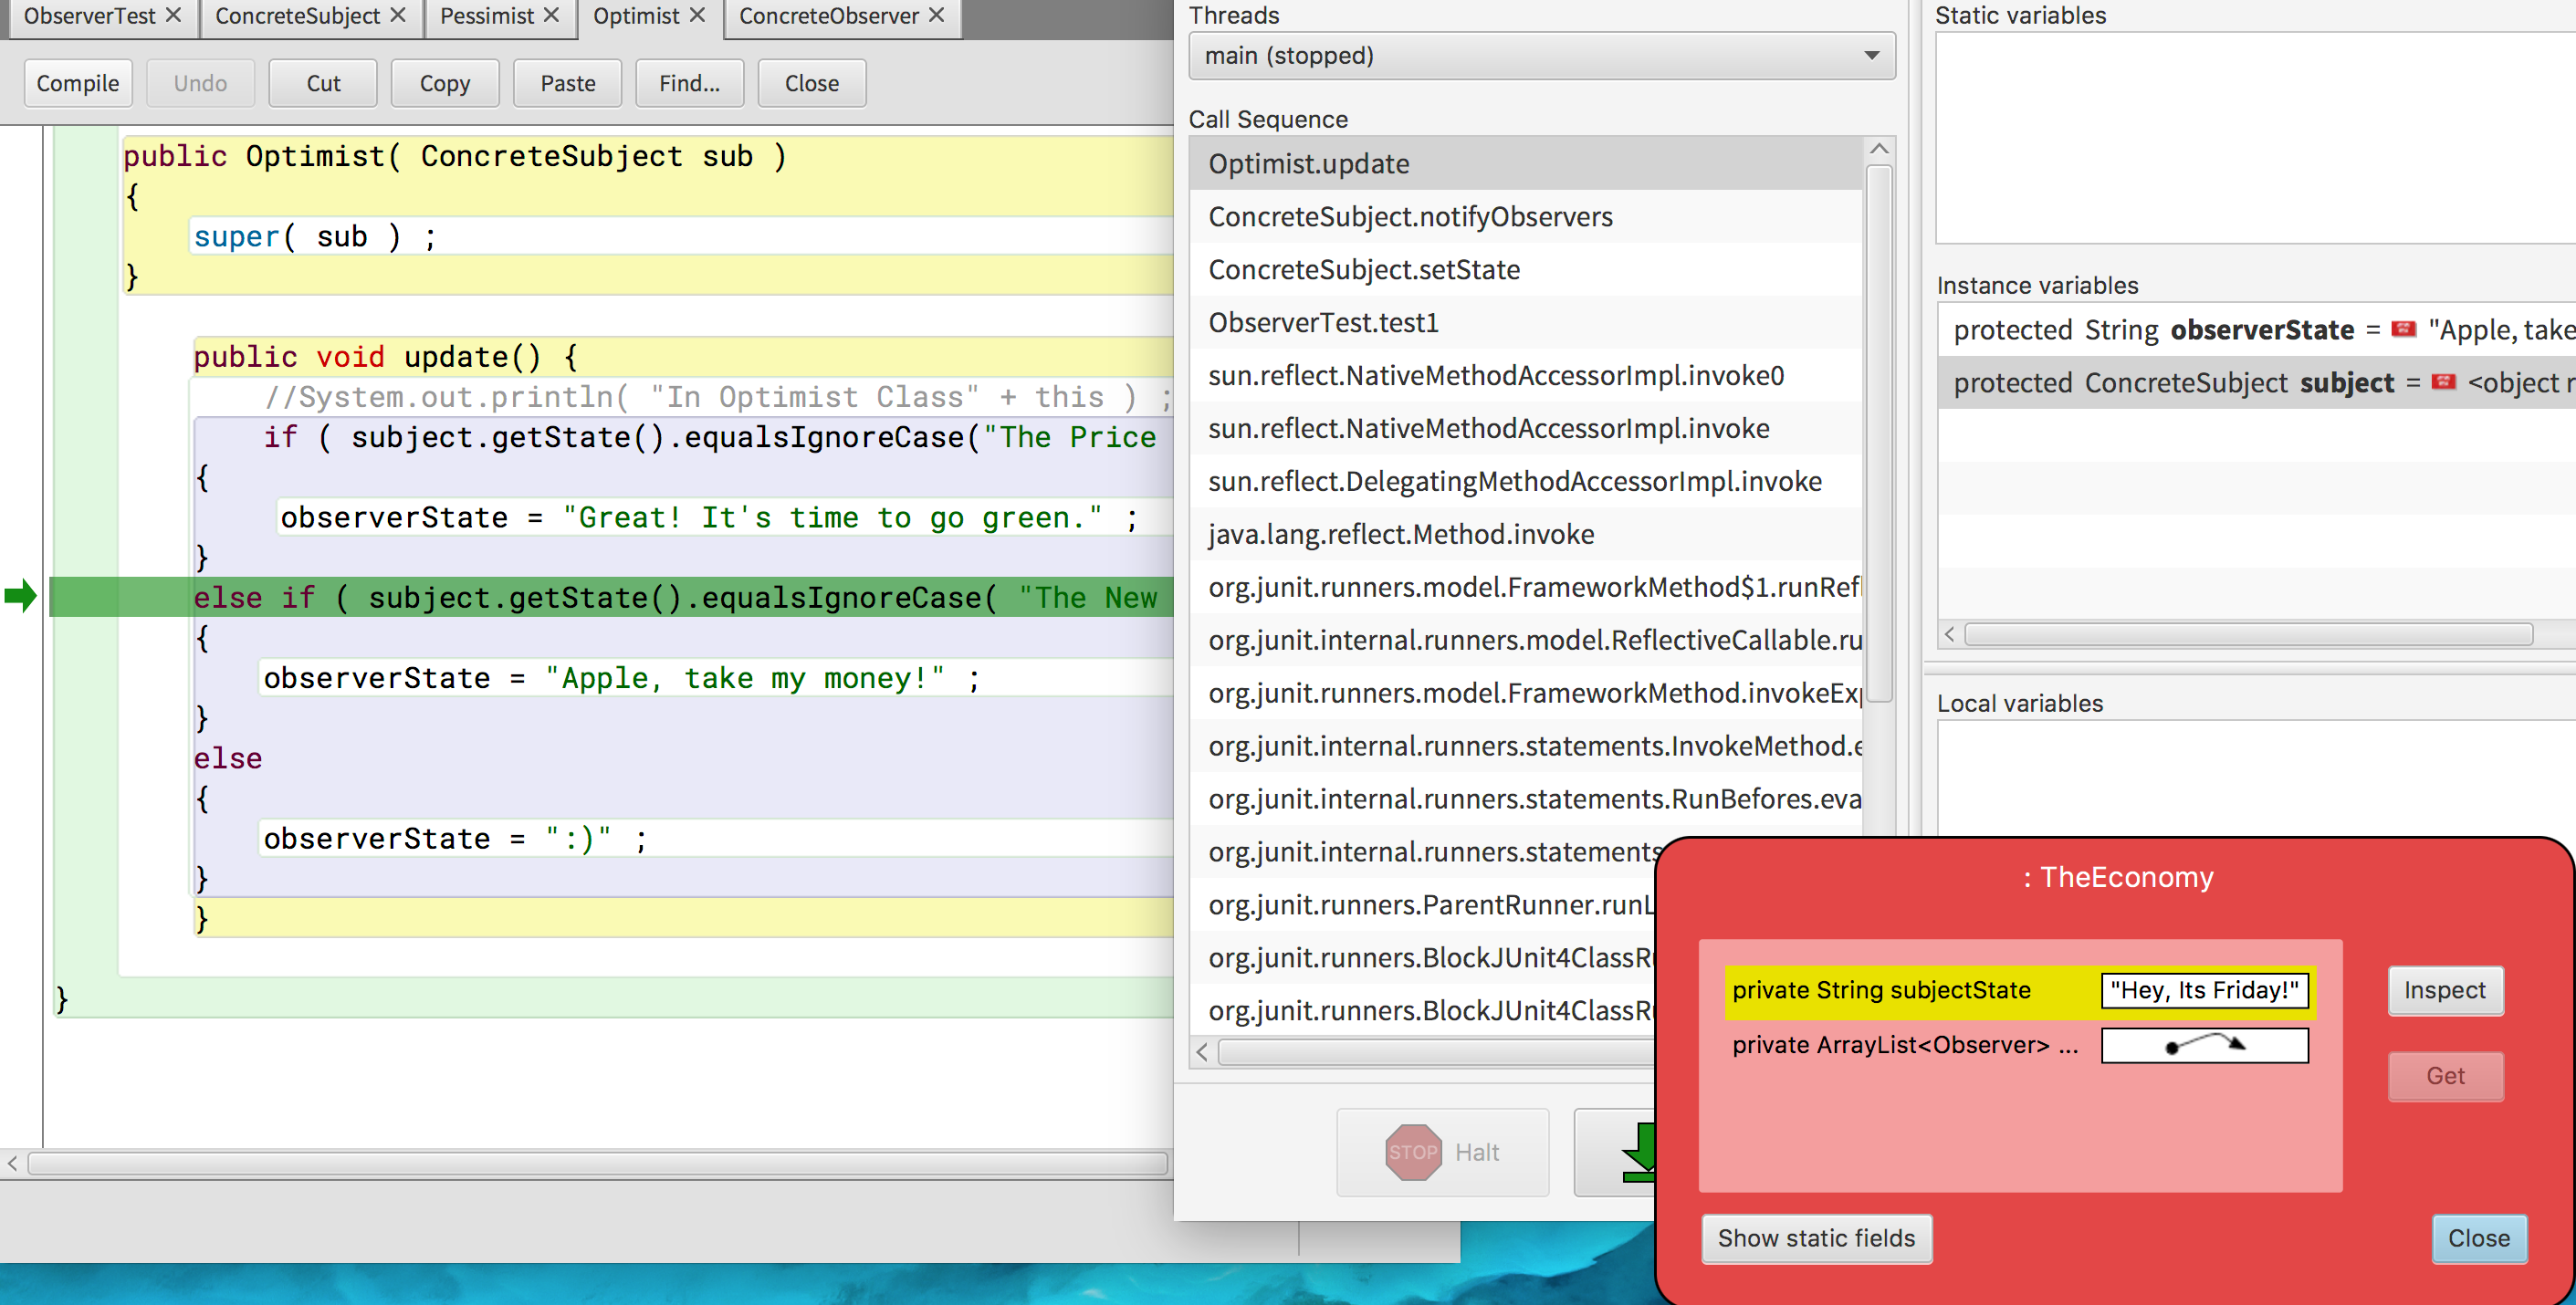 ObserverTest
ConcreteSubject
Pessimist
Optimist
ConcreteObserver
Compile
Undo
Cut
Copy
Paste
Find...
Close
public Optimist( ConcreteSubject sub )
{
super( sub ) ;
}
public void update() {
//System.out.println( "In Optimist Class" + this ) ;
if ( subject.getState().equalsIgnoreCase("The Price
{
observerState = "Great! It's time to go green." ;
}
else if ( subject.getState().equalsIgnoreCase( "The New
{
observerState = "Apple, take my money!" ;
}
else
{
observerState = ":)" ;
}
}
}
Threads
main (stopped)
Call Sequence
Optimist.update
ConcreteSubject.notifyObservers
ConcreteSubject.setState
ObserverTest.test1
sun.reflect.NativeMethodAccessorImpl.invoke0
sun.reflect.NativeMethodAccessorImpl.invoke
sun.reflect.DelegatingMethodAccessorImpl.invoke
java.lang.reflect.Method.invoke
org.junit.runners.model.FrameworkMethod$1.runRefl
org.junit.internal.runners.model.ReflectiveCallable.ru
org.junit.runners.model.FrameworkMethod.invokeExp
org.junit.internal.runners.statements.InvokeMethod.e
org.junit.internal.runners.statements.RunBefores.eva
org.junit.internal.runners.statements
org.junit.runners.ParentRunner.runL
org.junit.runners.BlockJUnit4ClassRu
org.junit.runners.BlockJUnit4ClassRu
STOP Halt
Static variables
Instance variables
protected String observerState = "Apple, take
protected ConcreteSubject subject = <object r
Local variables
: TheEconomy
private String subjectState "Hey, Its Friday!"
private ArrayList<Observer> ...
Inspect
Get
Show static fields
Close